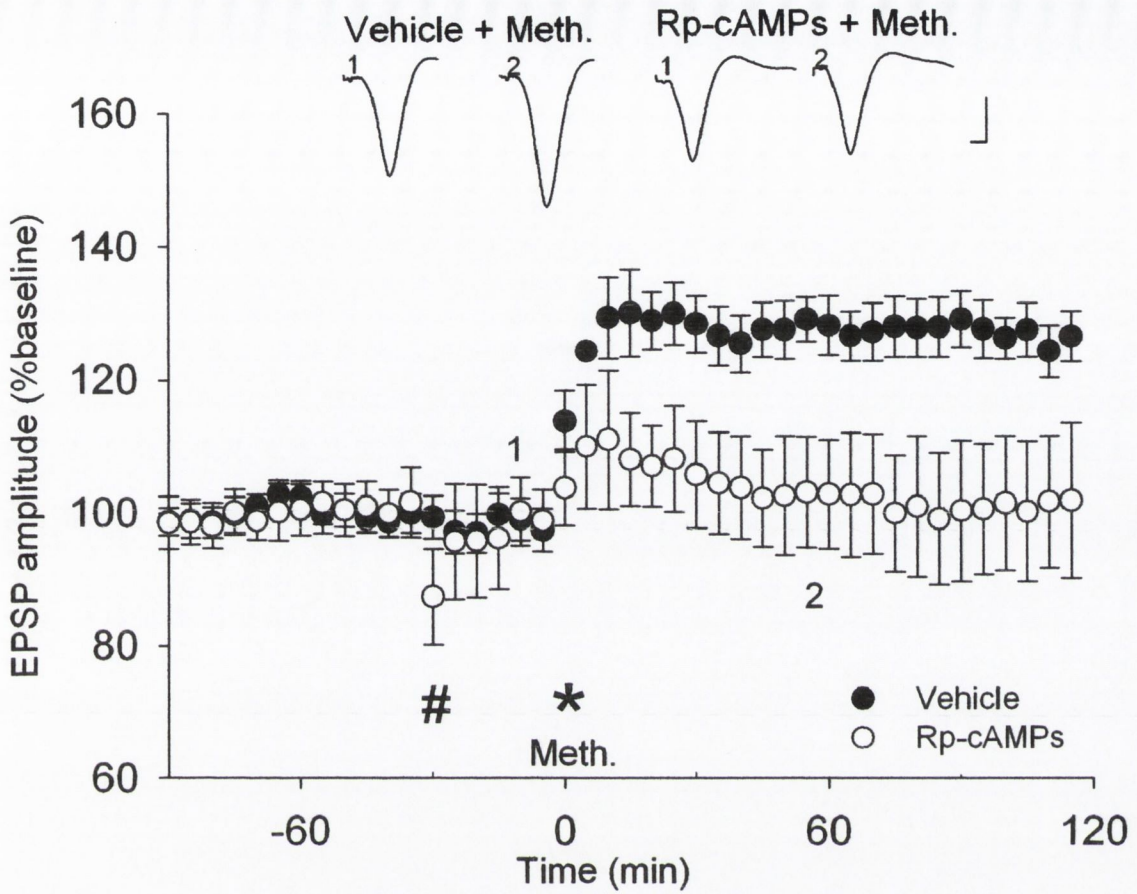 Vehicle + Meth. Rp-cAMPs + Meth.
1 2 1 2
160
140
120
100
80
60
EPSP amplitude (%baseline)
1
2
# *
Meth.
Vehicle
Rp-cAMPs
-60 0 60 120
Time (min)